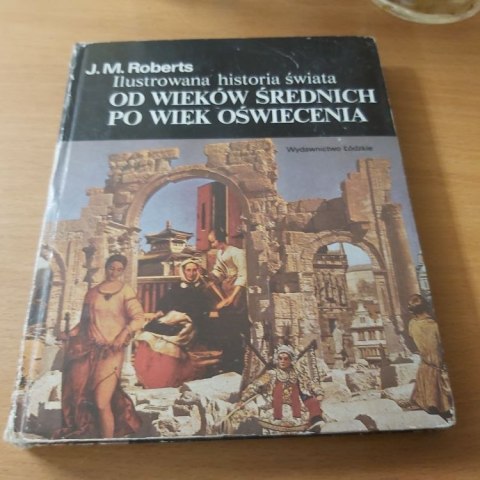 J. M. Roberts
Ilustrowana historia świata
OD WIEKÓW ŚREDNICH
PO WIEK OŚWIECENIA
Wydawnictwo Łódzkie